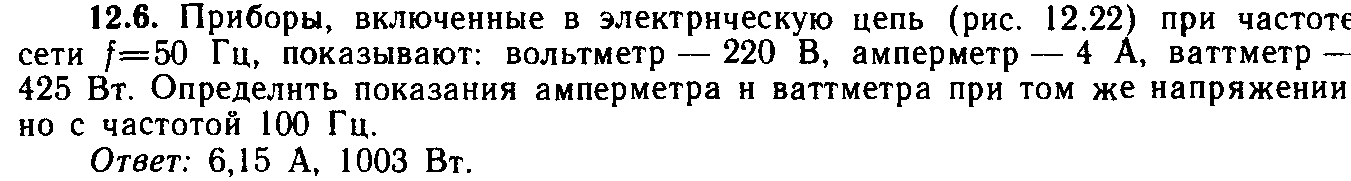 12.6. Приборы, включенные в электрнческую цепь (рис. 12.22) при частоте
сети f=50 Гц, показывают: вольтметр — 220 В, амперметр — 4 А, ваттметр —
425 Вт. Определнть показания амперметра н ваттметра при том же напряжении
но с частотой 100 Гц.
Ответ: 6,15 А, 1003 Вт.